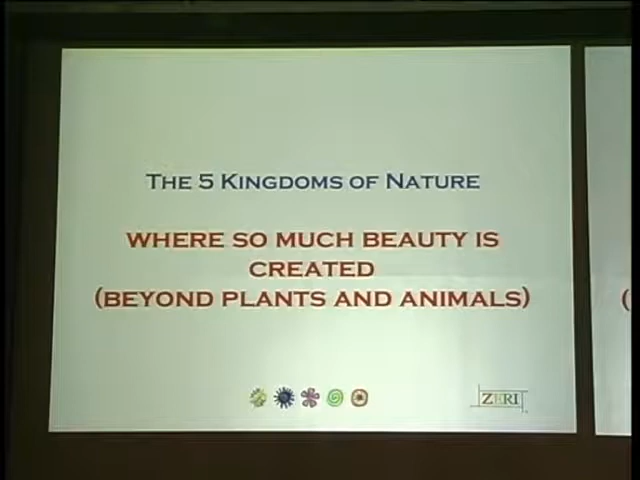 THE 5 KINGDOMS OF NATURE
WHERE SO MUCH BEAUTY IS
CREATED
(BEYOND PLANTS AND ANIMALS)
ZERI
(